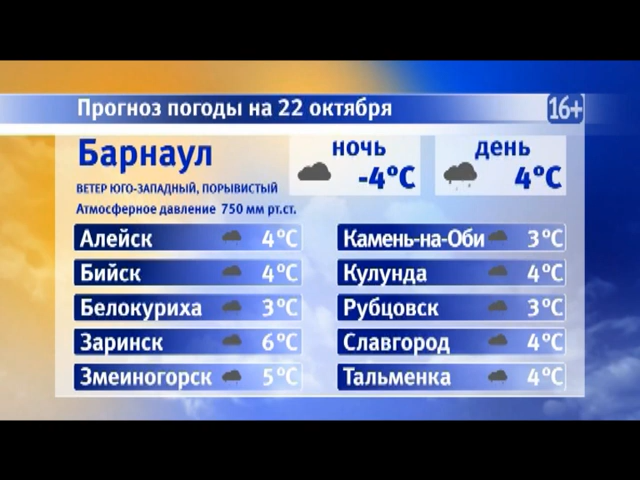 Прогноз погоды на 22 октября
16+
Барнаул
ночь
-4°C
день
4°C
ВЕТЕР ЮГО-ЗАПАДНЫЙ, ПОРЫВИСТЫЙ
Атмосферное давление 750 мм рт.ст.
Алейск 4°C
Бийск 4°C
Белокуриха 3°C
Заринск 6°C
Змеиногорск 5°C
Камень-на-Оби 3°C
Кулунда 4°C
Рубцовск 3°C
Славгород 4°C
Тальменка 4°C